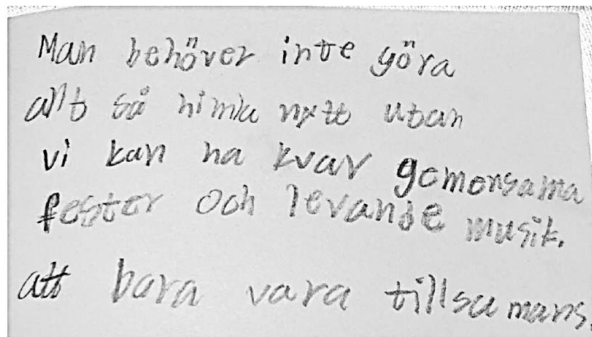 Man behöver inte göra
allt så himla nytt utan
vi kan ha kvar gemensama
fester och levande musik.
att bara vara tillsamans.